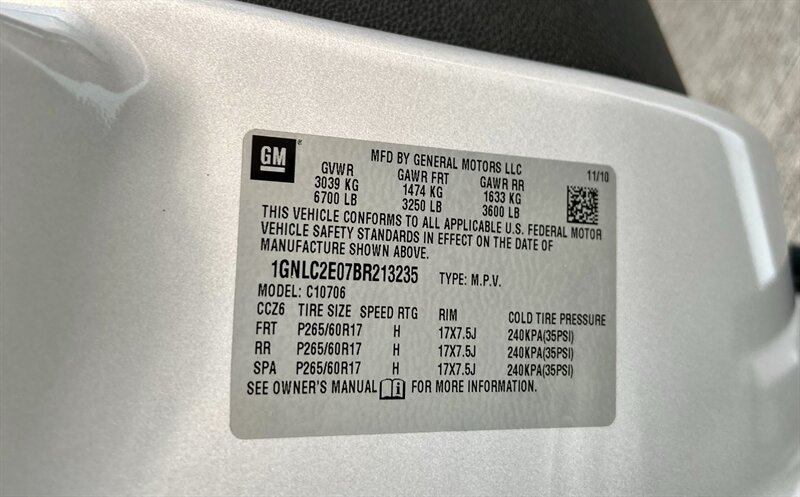 GM
MFD BY GENERAL MOTORS LLC 11/10
GVWR GAWR FRT GAWR RR
3039 KG 1474 KG 1633 KG
6700 LB 3250 LB 3600 LB
THIS VEHICLE CONFORMS TO ALL APPLICABLE U.S. FEDERAL MOTOR
VEHICLE SAFETY STANDARDS IN EFFECT ON THE DATE OF
MANUFACTURE SHOWN ABOVE.
1GNLC2E07BR213235 TYPE: M.P.V.
MODEL: C10706
CCZ6 TIRE SIZE SPEED RTG RIM COLD TIRE PRESSURE
FRT P265/60R17 H 17X7.5J 240KPA(35PSI)
RR P265/60R17 H 17X7.5J 240KPA(35PSI)
SPA P265/60R17 H 17X7.5J 240KPA(35PSI)
SEE OWNER'S MANUAL FOR MORE INFORMATION.